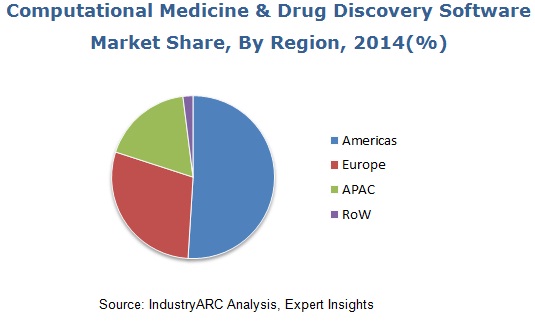 Computational Medicine & Drug Discovery Software
Market Share, By Region, 2014(%)
Americas
Europe
APAC
RoW
Source: IndustryARC Analysis, Expert Insights